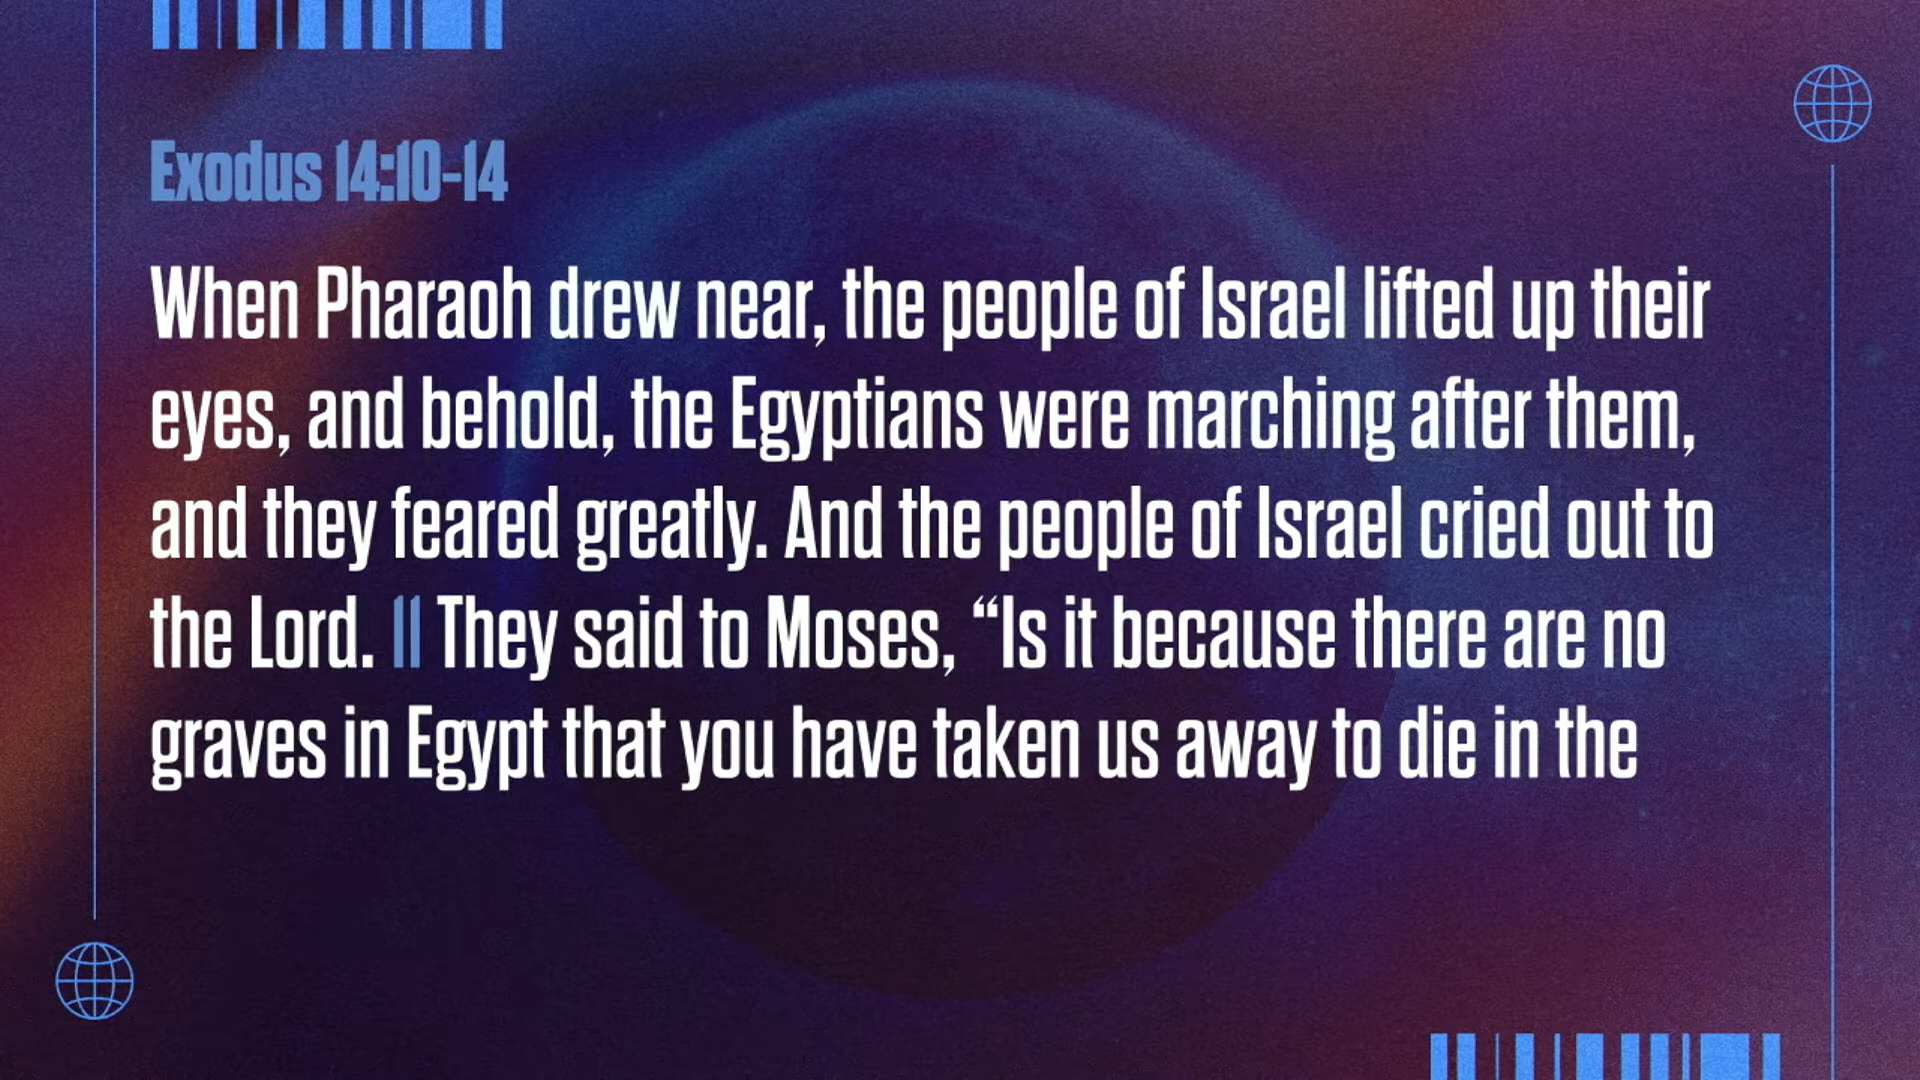 Exodus 14:10-14
When Pharaoh drew near, the people of Israel lifted up their
eyes, and behold, the Egyptians were marching after them,
and they feared greatly. And the people of Israel cried out to
the Lord. 11 They said to Moses, “Is it because there are no
graves in Egypt that you have taken us away to die in the